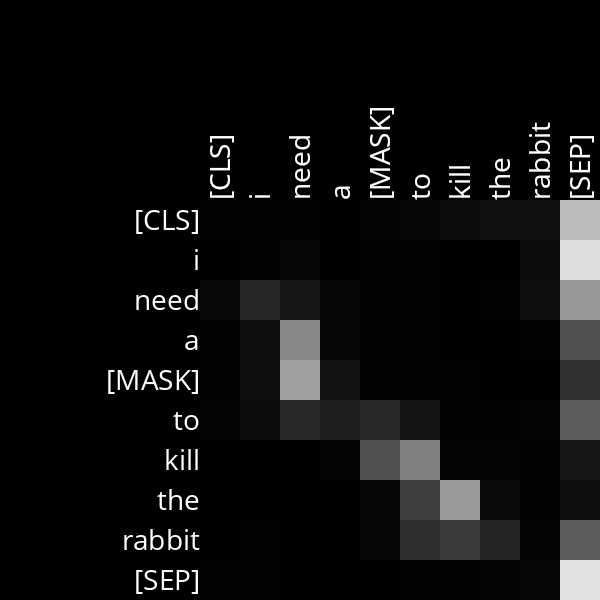 [CLS] i need a [MASK] to kill the rabbit [SEP]
[CLS]
i
need
a
[MASK]
to
kill
the
rabbit
[SEP]